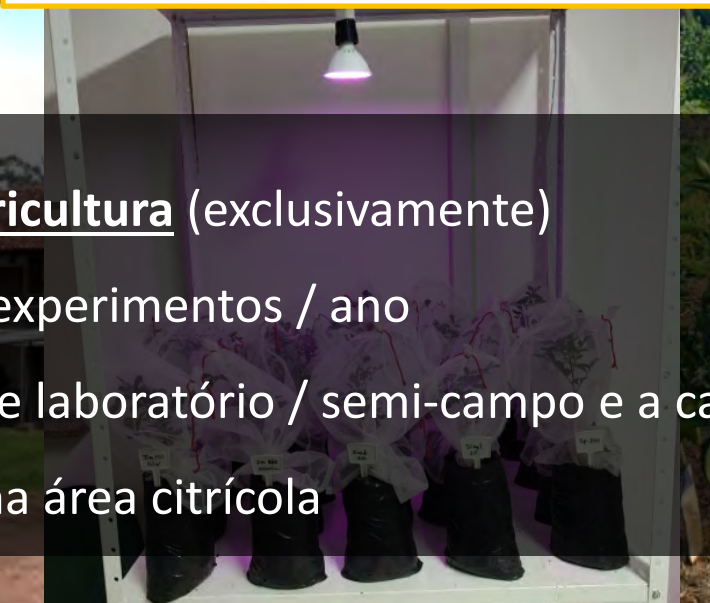 ricultura (exclusivamente)
experimentos / ano
e laboratório / semi-campo e a ca
na área citrícola